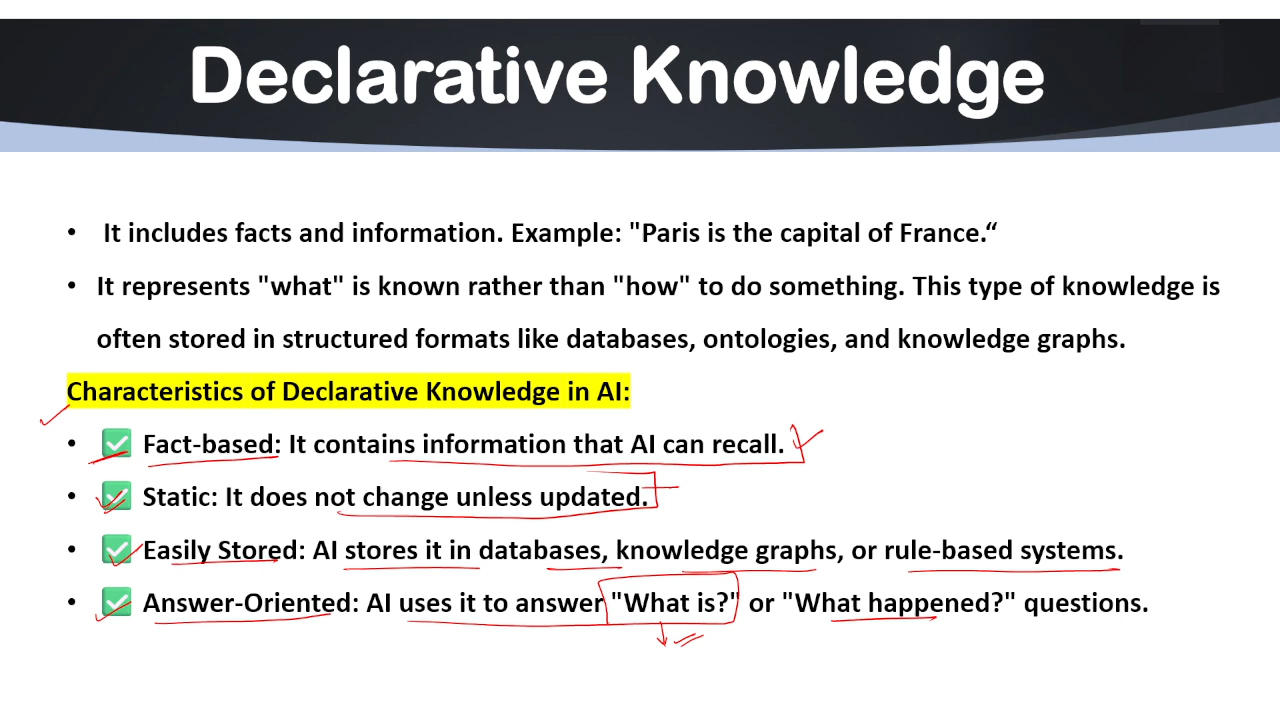 Declarative Knowledge
• It includes facts and information. Example: "Paris is the capital of France.“
• It represents "what" is known rather than "how" to do something. This type of knowledge is
often stored in structured formats like databases, ontologies, and knowledge graphs.
Characteristics of Declarative Knowledge in AI:
• ✅ Fact-based: It contains information that AI can recall.
• ✅ Static: It does not change unless updated.
• ✅ Easily Stored: AI stores it in databases, knowledge graphs, or rule-based systems.
• ✅ Answer-Oriented: AI uses it to answer "What is?" or "What happened?" questions.